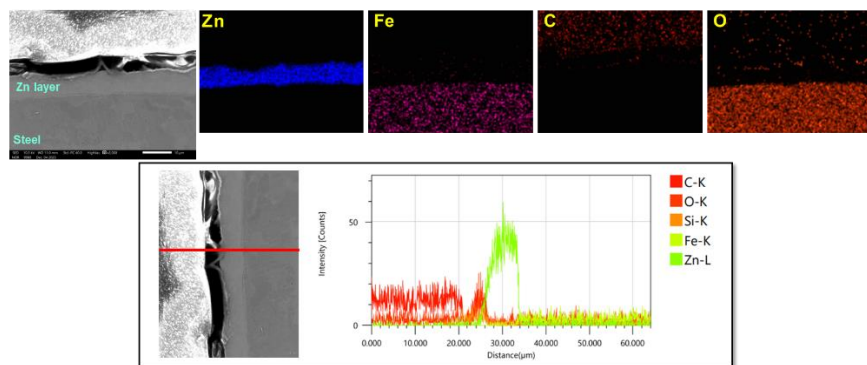 Zn
Fe
C
O
Zn layer
Steel
C-K
O-K
Si-K
Fe-K
Zn-L
Intensity [Counts]
50
0
0.000
10.000
20.000
30.000
40.000
50.000
60.000
Distance(µm)